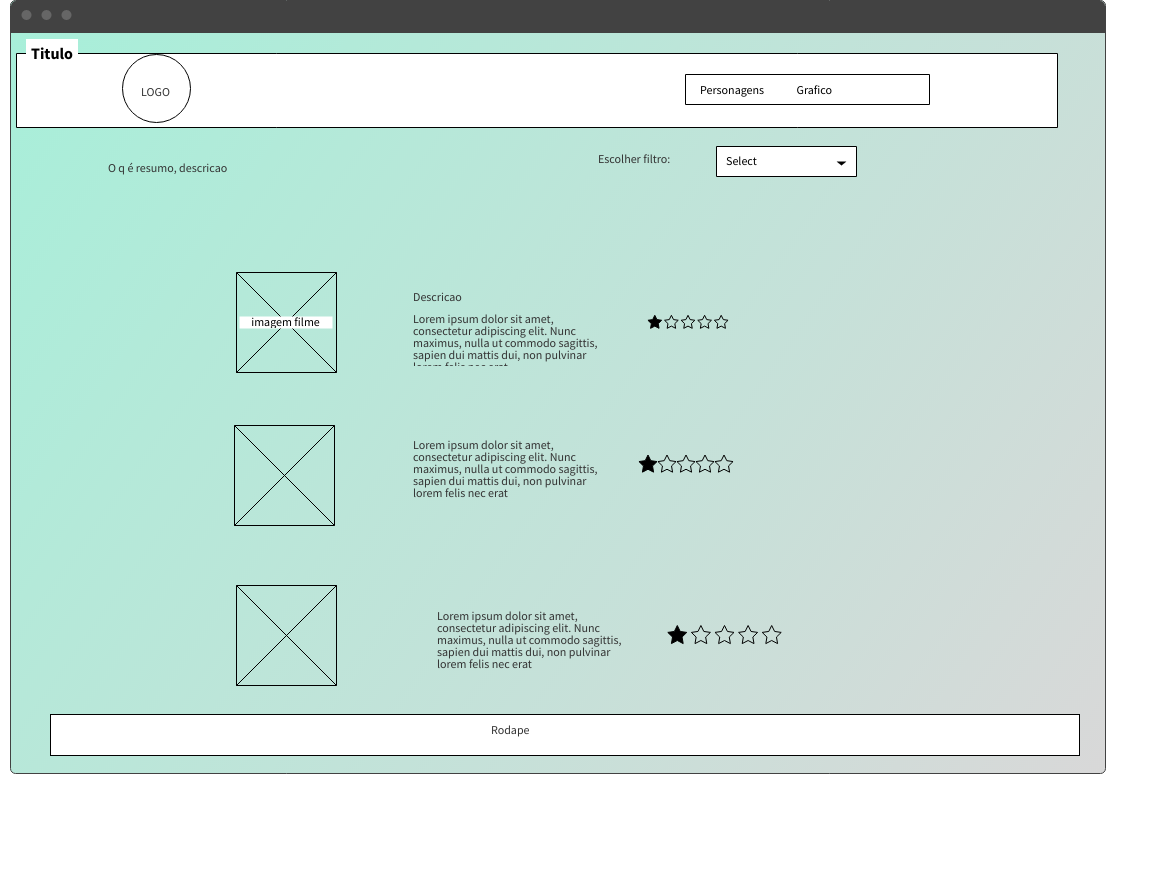 Titulo
LOGO
Personagens
Grafico
O q é resumo, descricao
Escolher filtro:
Select
imagem filme
Descricao
Lorem ipsum dolor sit amet,
consectetur adipiscing elit. Nunc
maximus, nulla ut commodo sagittis,
sapien dui mattis dui, non pulvinar
lorem felis nec erat
Lorem ipsum dolor sit amet,
consectetur adipiscing elit. Nunc
maximus, nulla ut commodo sagittis,
sapien dui mattis dui, non pulvinar
lorem felis nec erat
Lorem ipsum dolor sit amet,
consectetur adipiscing elit. Nunc
maximus, nulla ut commodo sagittis,
sapien dui mattis dui, non pulvinar
lorem felis nec erat
Rodape